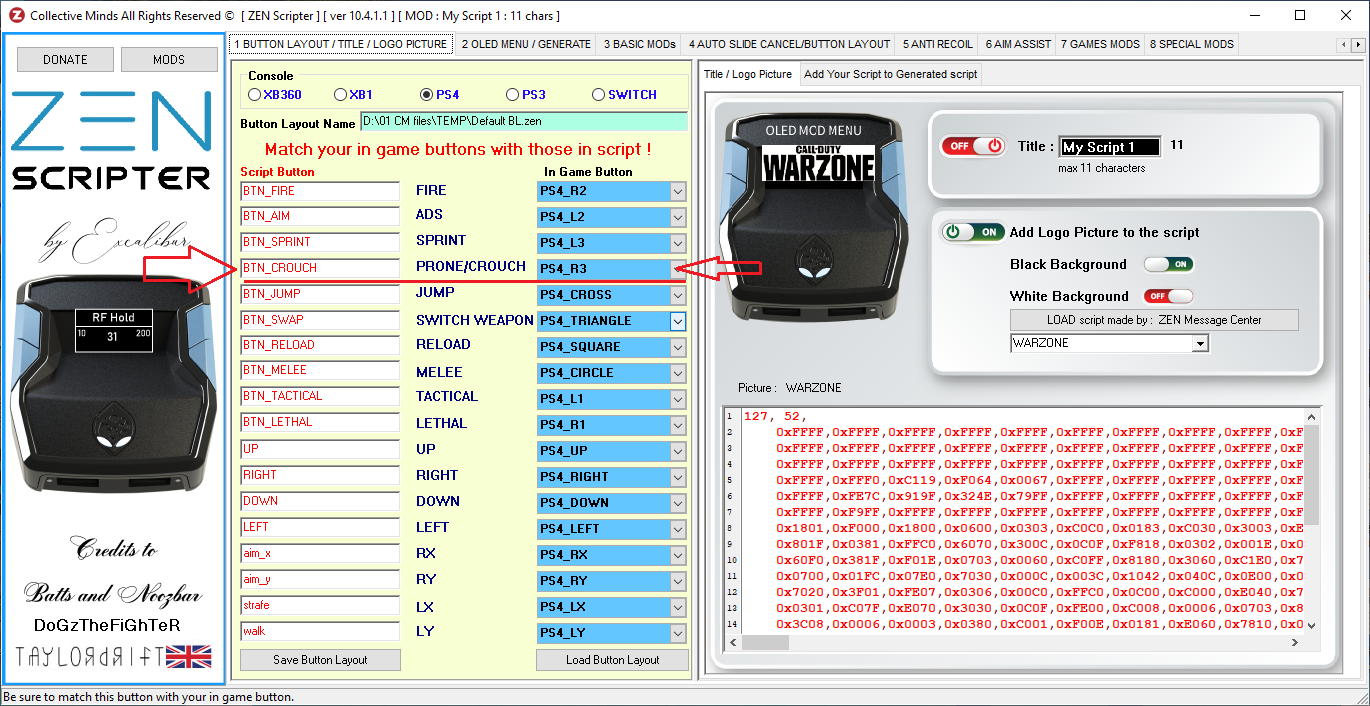 Collective Minds All Rights Reserved © [ ZEN Scripter ] [ ver 10.4.1.1 ] [ MOD : My Script 1 : 11 chars ]
DONATE MODS
ZEN
SCRIPTER
by Excalibur
RF Hold
10 31 200
Credits to
Batts and Noozbar
DoGzTheFiGhTeR
TAYLORdRIFT
1 BUTTON LAYOUT / TITLE / LOGO PICTURE 2 OLED MENU / GENERATE 3 BASIC MODs 4 AUTO SLIDE CANCEL/BUTTON LAYOUT 5 ANTI RECOIL 6 AIM ASSIST 7 GAMES MODS 8 SPECIAL MODS
Console
XB360 XB1 PS4 PS3 SWITCH
Button Layout Name D:\01 CM files\TEMP\Default BL.zen
Match your in game buttons with those in script !
Script Button In Game Button
BTN_FIRE FIRE PS4_R2
BTN_AIM ADS PS4_L2
BTN_SPRINT SPRINT PS4_L3
BTN_CROUCH PRONE/CROUCH PS4_R3
BTN_JUMP JUMP PS4_CROSS
BTN_SWAP SWITCH WEAPON PS4_TRIANGLE
BTN_RELOAD RELOAD PS4_SQUARE
BTN_MELEE MELEE PS4_CIRCLE
BTN_TACTICAL TACTICAL PS4_L1
BTN_LETHAL LETHAL PS4_R1
UP UP PS4_UP
RIGHT RIGHT PS4_RIGHT
DOWN DOWN PS4_DOWN
LEFT LEFT PS4_LEFT
aim_x RX PS4_RX
aim_y RY PS4_RY
strafe LX PS4_LX
walk LY PS4_LY
Save Button Layout Load Button Layout
Title / Logo Picture Add Your Script to Generated script
OLED MCD MENU
CALL·DUTY
WARZONE
OFF Title : My Script 1 11
max 11 characters
ON Add Logo Picture to the script
Black Background ON
White Background OFF
LOAD script made by : ZEN Message Center
WARZONE
Picture : WARZONE
1 127, 52,
2 0xFFFF,0xFFFF,0xFFFF,0xFFFF,0xFFFF,0xFFFF,0xFFFF,0xFFFF,0xFFFF,0xF
3 0xFFFF,0xFFFF,0xFFFF,0xFFFF,0xFFFF,0xFFFF,0xFFFF,0xFFFF,0xFFFF,0xF
4 0xFFFF,0xFFFF,0xFFFF,0xFFFF,0xFFFF,0xFFFF,0xFFFF,0xFFFF,0xFFFF,0xF
5 0xFFFF,0xFFF0,0xC119,0xF064,0x0067,0xFFFF,0xFFFF,0xFFFF,0xFFFF,0xF
6 0xFFFF,0xFE7C,0x919F,0x324E,0x79FF,0xFFFF,0xFFFF,0xFFFF,0xFFFF,0xF
7 0xFFFF,0xF9FF,0xFFFF,0xFFFF,0xFFFF,0xFFFF,0xFFFF,0xFFFF,0xFFFF,0xF
8 0x1801,0xF000,0x1800,0x0600,0x0303,0xC0C0,0x0183,0xC030,0x3003,0xE
9 0x801F,0x0381,0xFFC0,0x6070,0x300C,0x0C0F,0xF818,0x0302,0x001E,0x0
10 0x60F0,0x381F,0xF01E,0x0703,0x0060,0xC0FF,0x8180,0x3060,0xC1E0,0x7
11 0x0700,0x01FC,0x07E0,0x7030,0x000C,0x003C,0x1042,0x040C,0x0E00,0x0
12 0x7020,0x3F01,0xFE07,0x0306,0x00C0,0xFFC0,0x0C00,0xC000,0xE040,0x7
13 0x0301,0xC07F,0xE070,0x3030,0x0C0F,0xFE00,0xC008,0x0006,0x0703,0x8
14 0x3C08,0x0006,0x0003,0x0380,0xC001,0xF00E,0x0181,0xE060,0x7810,0x0
Be sure to match this button with your in game button.